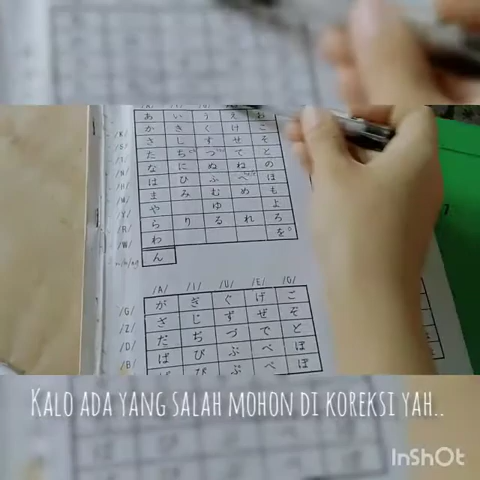 InShOt
あ い う え お
/K/ か き く け こ
/S/ さ し す せ そ
/T/ た ち つ て と
/N/ な に ぬ ね の
/H/ は ひ ふ へ ほ
/M/ ま み む め も
/Y/ や ゆ よ
/R/ ら り る れ ろ
/W/ わ を
ん
/A/ /I/ /U/ /E/ /O/
/G/ が ぎ ぐ げ ご
/Z/ ざ じ ず ぜ ぞ
/D/ だ ぢ づ で ど
/B/ ば び ぶ べ ぼ
KALO ADA YANG SALAH MOHON DI KOREKSI YAH..
InShOt